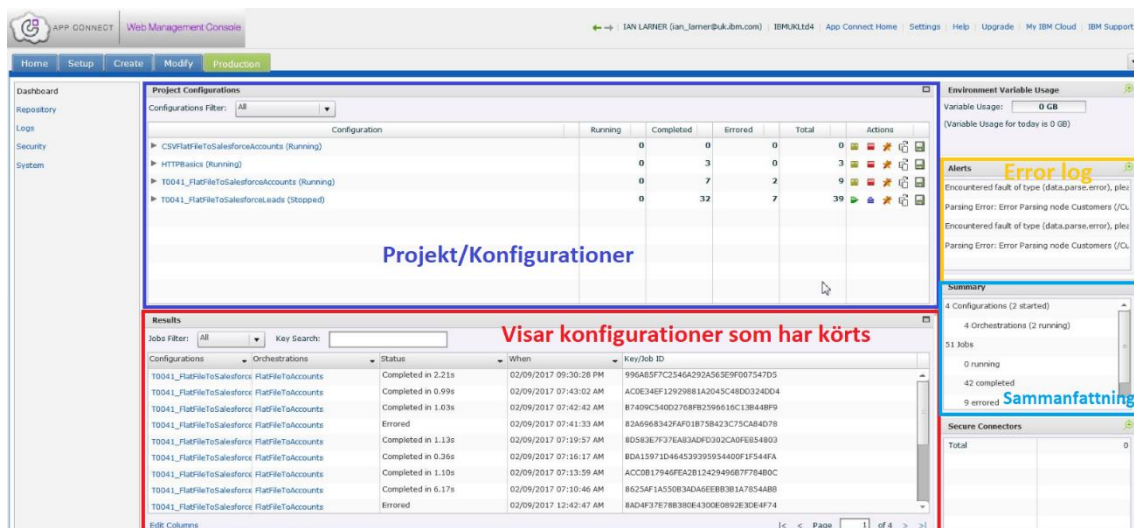 APP CONNECT Web Management Console
IAN LARNER (ian_larner@uk.ibm.com) IBMUKLtd4 App Connect Home Settings Help Upgrade My IBM Cloud IBM Support
Home Setup Create Modify Production
Dashboard
Repository
Logs
Security
System
Project Configurations
Configurations Filter: All
Configuration Running Completed Errored Total Actions
CSVFlatFileToSalesforceAccounts (Running) 0 0 0 0
HTTPBasics (Running) 0 3 0 3
T0041_FlatFileToSalesforceAccounts (Running) 0 7 2 9
T0041_FlatFileToSalesforceLeads (Stopped) 0 32 7 39
Projekt/Konfigurationer
Results
Visar konfigurationer som har körts
Jobs Filter: All Key Search:
Configurations Orchestrations Status When Key/Job ID
T0041_FlatFileToSalesforce FlatFileToAccounts Completed in 2.21s 02/09/2017 09:30:28 PM 996A85F7C2546A292A565E9F007547D5
T0041_FlatFileToSalesforce FlatFileToAccounts Completed in 0.99s 02/09/2017 07:43:02 AM AC0E34EF12929881A2045C48DD324DD4
T0041_FlatFileToSalesforce FlatFileToAccounts Completed in 1.03s 02/09/2017 07:42:42 AM B7409C540D2768FB2596616C13B44BF9
T0041_FlatFileToSalesforce FlatFileToAccounts Errored 02/09/2017 07:41:33 AM 82A6968342FAF01B75B423C75CA84D78
T0041_FlatFileToSalesforce FlatFileToAccounts Completed in 1.13s 02/09/2017 07:19:57 AM 8D583E7F37EA83ADFD302CA0FE854803
T0041_FlatFileToSalesforce FlatFileToAccounts Completed in 0.36s 02/09/2017 07:16:17 AM BDA15971D464539395954400F1F544FA
T0041_FlatFileToSalesforce FlatFileToAccounts Completed in 1.10s 02/09/2017 07:13:59 AM ACC0B17946FEA2B12429496B7F784B0C
T0041_FlatFileToSalesforce FlatFileToAccounts Completed in 6.17s 02/09/2017 07:10:46 AM 8625AF1A550B3ADA6EEBB3B1A7854ABB
T0041_FlatFileToSalesforce FlatFileToAccounts Errored 02/09/2017 12:42:47 AM 8AD4F37E78B380E4300E0892E3DE4F74
Edit Columns |< < Page 1 of 4 > >|
Environment Variable Usage
Variable Usage: 0 GB
(Variable Usage for today is 0 GB)
Alerts
Error log
Encountered fault of type (data.parse.error), plea
Parsing Error: Error Parsing node Customers (/Cu
Encountered fault of type (data.parse.error), plea
Parsing Error: Error Parsing node Customers (/Cu
Summary
4 Configurations (2 started)
4 Orchestrations (2 running)
51 Jobs
0 running
42 completed
9 errored
Sammanfattning
Secure Connectors
Total 0